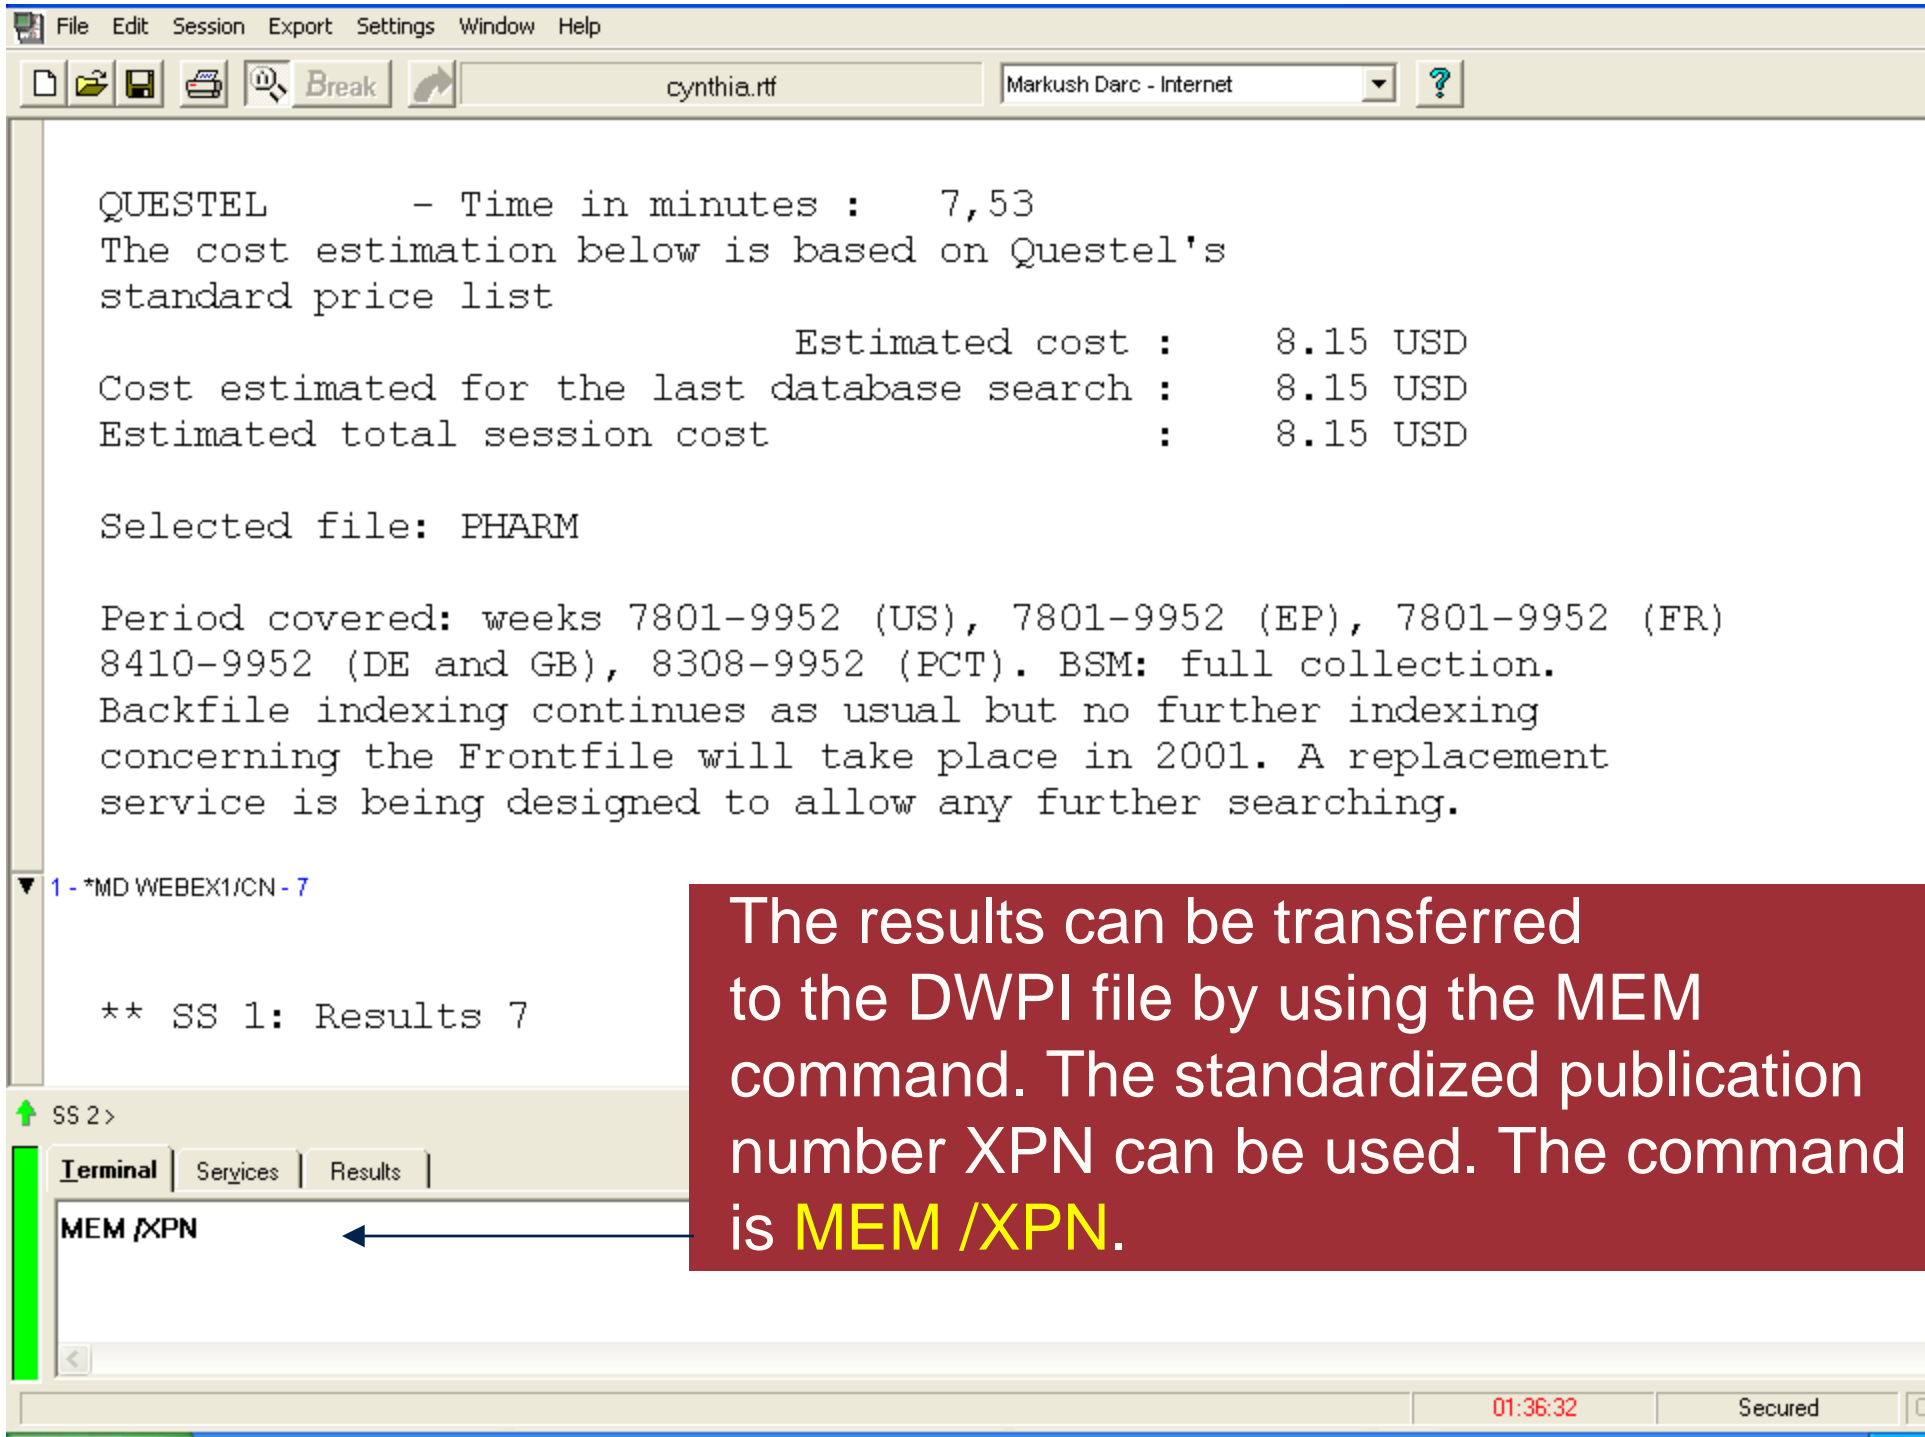 File Edit Session Export Settings Window Help
Break cynthia.rtf Markush Darc - Internet ?
QUESTEL - Time in minutes : 7,53
The cost estimation below is based on Questel's
standard price list
Estimated cost : 8.15 USD
Cost estimated for the last database search : 8.15 USD
Estimated total session cost : 8.15 USD
Selected file: PHARM
Period covered: weeks 7801-9952 (US), 7801-9952 (EP), 7801-9952 (FR)
8410-9952 (DE and GB), 8308-9952 (PCT). BSM: full collection.
Backfile indexing continues as usual but no further indexing
concerning the Frontfile will take place in 2001. A replacement
service is being designed to allow any further searching.
1 - *MD WEBEX1/CN - 7
** SS 1: Results 7
The results can be transferred
to the DWPI file by using the MEM
command. The standardized publication
number XPN can be used. The command
is MEM /XPN.
SS 2>
Terminal Services Results
MEM /XPN
01:36:32 Secured